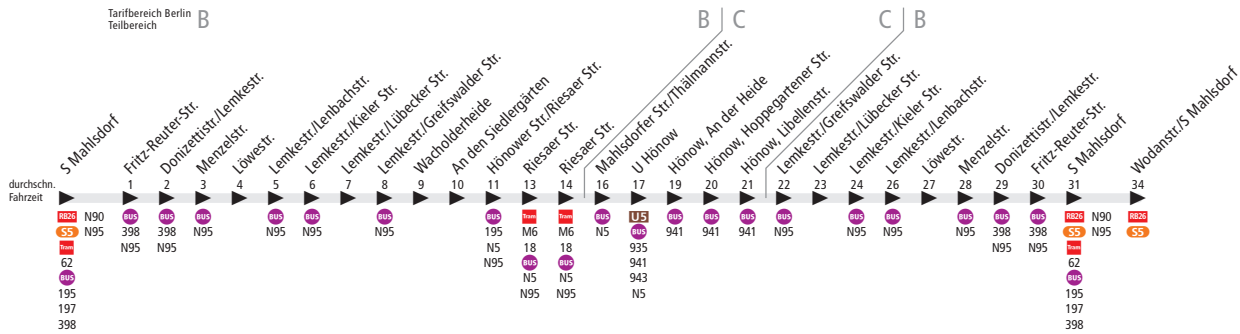 Tarifbereich Berlin
Teilbereich
B
B
C
C
B
S Mahlsdorf
Fritz-Reuter-Str.
Donizettistr./Lemkestr.
Menzelstr.
Löwestr.
Lemkestr./Lenbachstr.
Lemkestr./Kieler Str.
Lemkestr./Lübecker Str.
Lemkestr./Greifswalder Str.
Wacholderheide
An den Siedlergärten
Hönower Str./Riesaer Str.
Riesaer Str.
Riesaer Str.
Mahlsdorfer Str./Thälmannstr.
U Hönow
Hönow, An der Heide
Hönow, Hoppegartener Str.
Hönow, Libellenstr.
Lemkestr./Greifswalder Str.
Lemkestr./Lübecker Str.
Lemkestr./Kieler Str.
Lemkestr./Lenbachstr.
Löwestr.
Menzelstr.
Donizettistr./Lemkestr.
Fritz-Reuter-Str.
S Mahlsdorf
Wodanstr./S Mahlsdorf
durchschn.
Fahrzeit
1 2 3 4 5 6 7 8 9 10 11 13 14 16 17 19 20 21 22 23 24 26 27 28 29 30 31 34
RB26 N90 BUS BUS BUS BUS BUS BUS BUS Tram Tram BUS U5 BUS BUS BUS BUS BUS BUS BUS BUS BUS RB26 N90 RB26
S5 N95 398 398 N95 N95 N95 N95 195 M6 M6 N5 BUS 941 941 941 N95 N95 N95 N95 398 398 S5 N95 S5
Tram N95 N95 N5 18 18 935 N95 N95 Tram
62 N95 BUS BUS 941 62
BUS N5 N5 943 BUS
195 N95 N95 N5 195
197 197
398 398